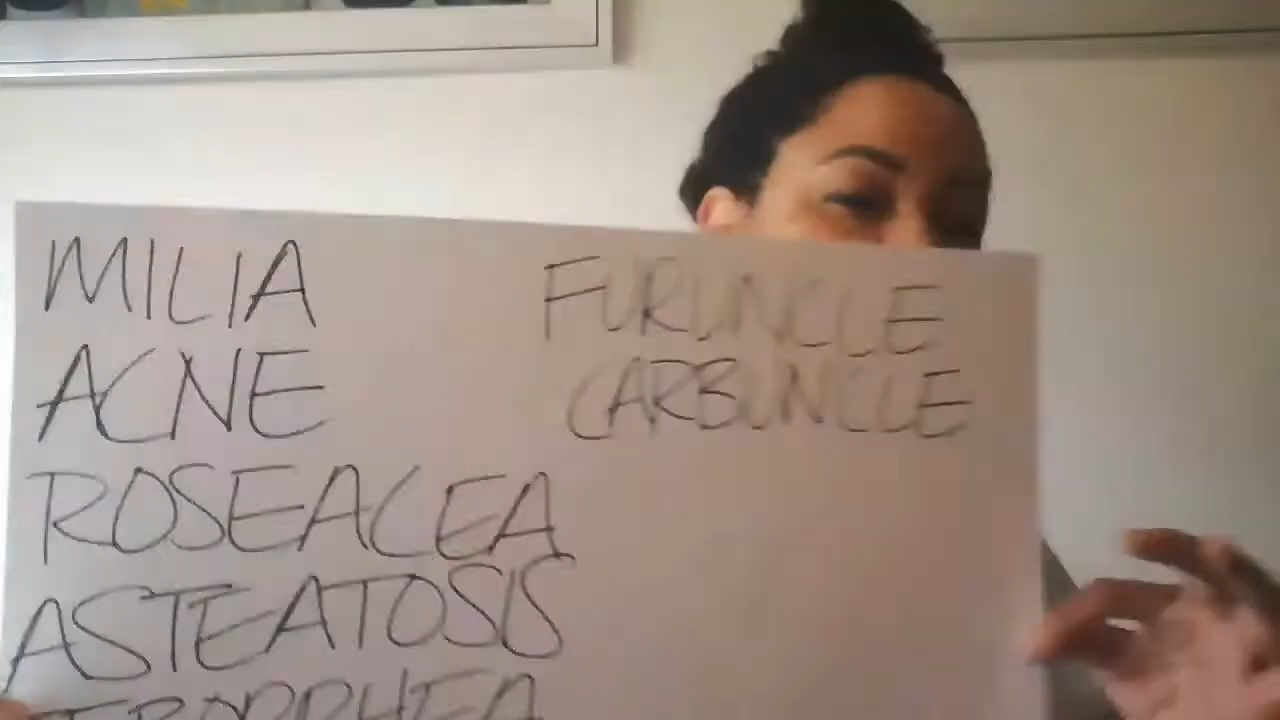 MILIA
ACNE
ROSEACEA
ASTEATOSIS
FURUNCLE
CARBUNCLE